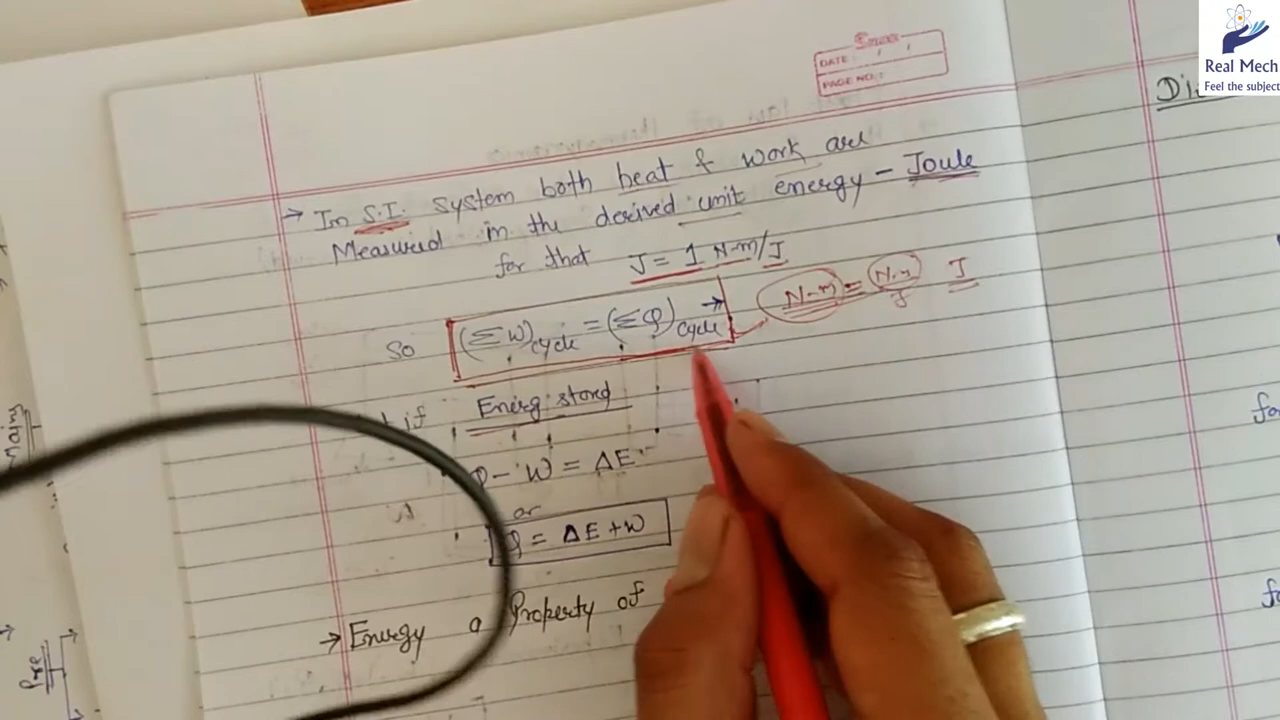 Real Mech
Feel the subject
DATE:
PAGE NO.:
→ In S.I. system both heat & work are
Measured in the derived unit energy - Joule
for that J = 1 N-m/J
N-m = N-m/J J
So (ΣW)cycle = (ΣQ)cycle →
if Energ stored
Q - W = ΔE
or
Q = ΔE + W
→ Energy a Property of